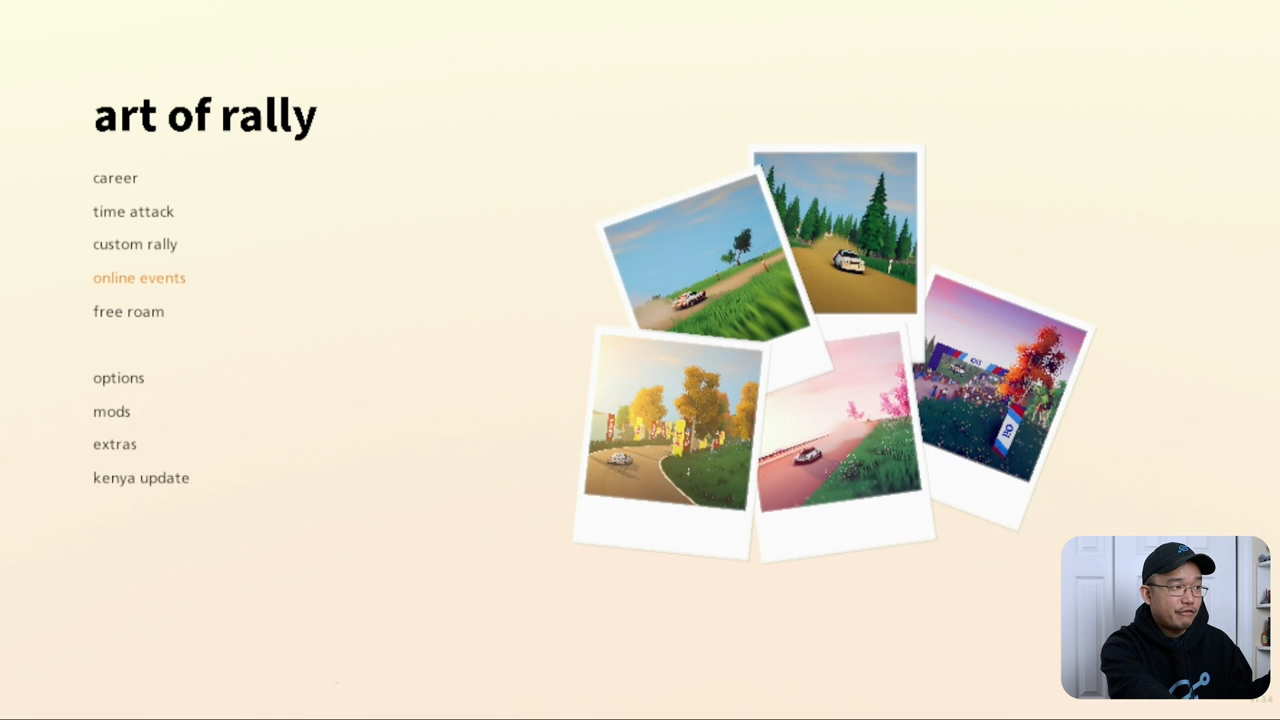 art of rally
career
time attack
custom rally
online events
free roam
options
mods
extras
kenya update